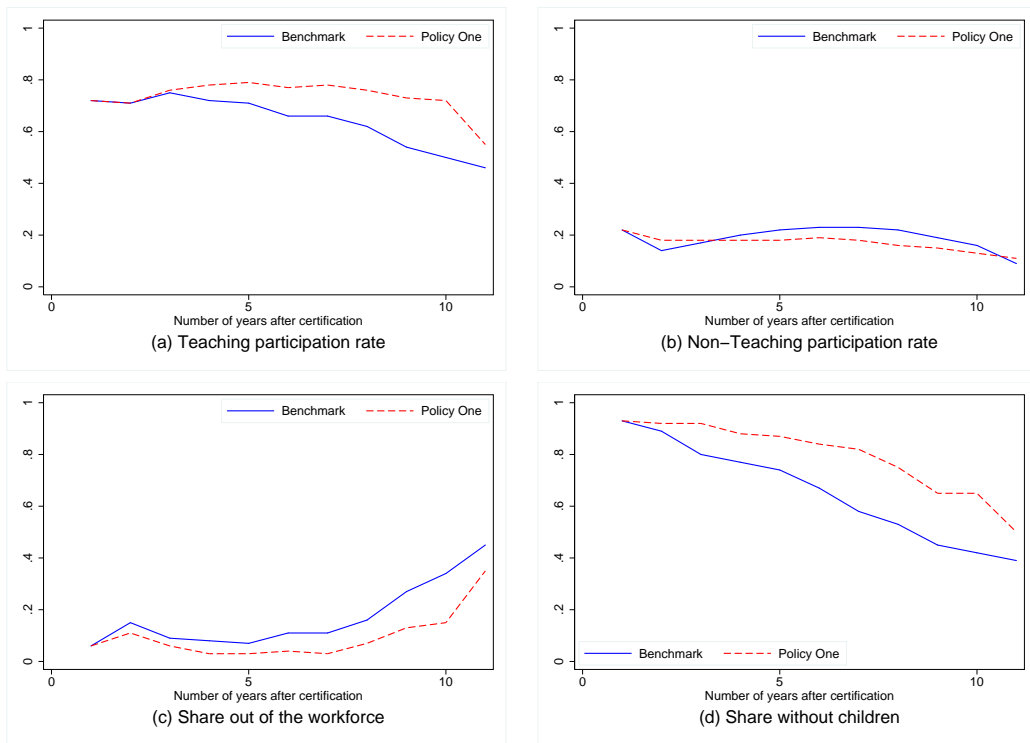 Benchmark Policy One
1
.8
.6
.4
.2
0
0 5 10
Number of years after certification
(a) Teaching participation rate
Benchmark Policy One
1
.8
.6
.4
.2
0
0 5 10
Number of years after certification
(b) Non−Teaching participation rate
Benchmark Policy One
1
.8
.6
.4
.2
0
0 5 10
Number of years after certification
(c) Share out of the workforce
1
.8
.6
.4
.2
0
Benchmark Policy One
0 5 10
Number of years after certification
(d) Share without children